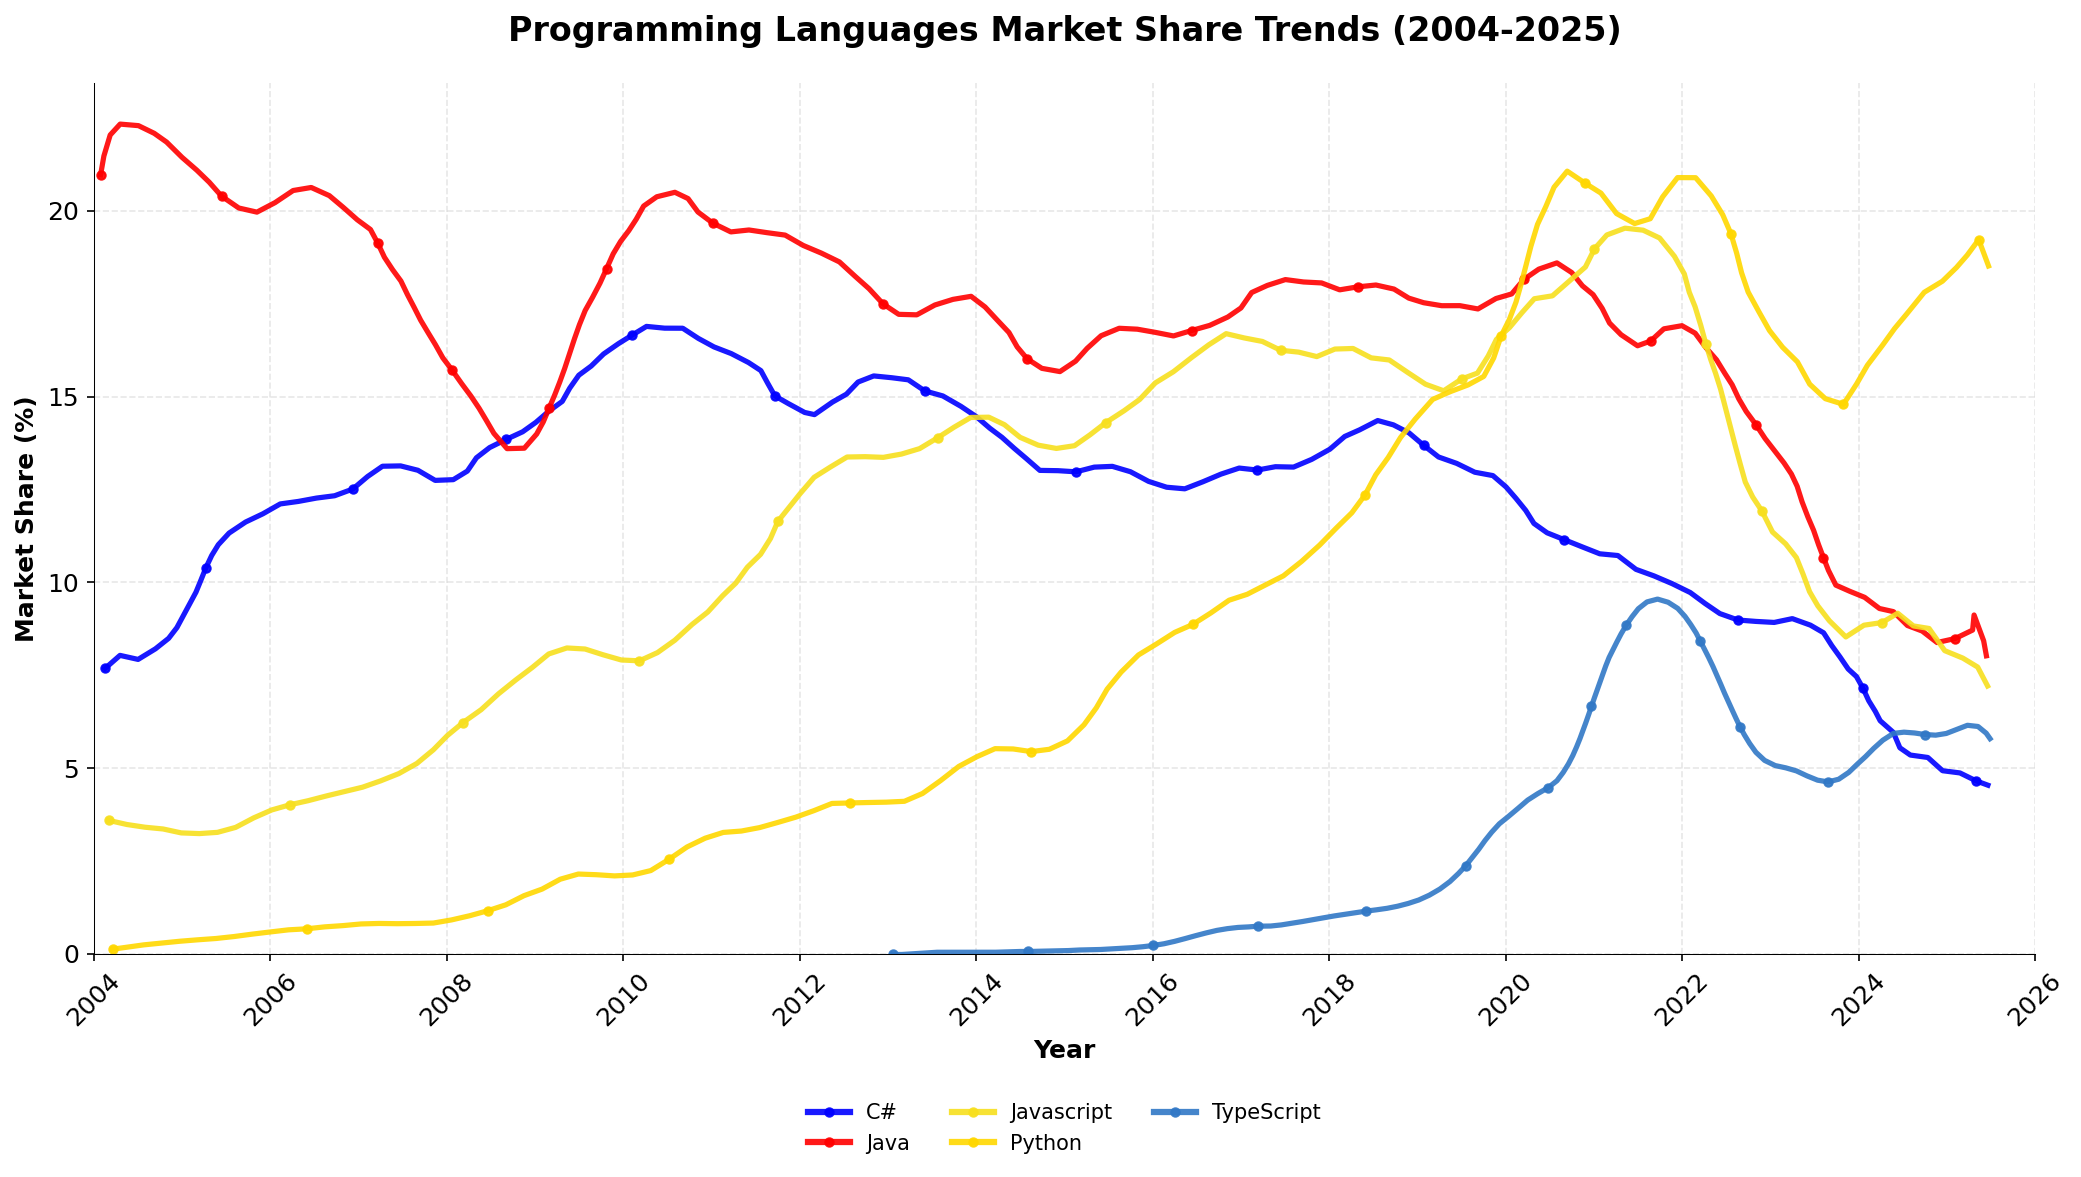 Programming Languages Market Share Trends (2004-2025)
Market Share (%)
20
15
10
5
0
2004 2006 2008 2010 2012 2014 2016 2018 2020 2022 2024 2026
Year
C# Javascript TypeScript
Java Python